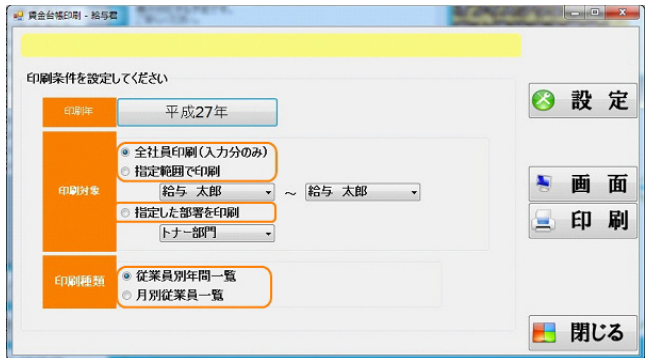 賃金台帳印刷 - 給与君
印刷条件を設定してください
印刷年
平成27年
印刷対象
全社員印刷(入力分のみ)
指定範囲で印刷
給与 太郎 ～ 給与 太郎
指定した部署を印刷
トナー部門
印刷種類
従業員別年間一覧
月別従業員一覧
設 定
画 面
印 刷
閉じる